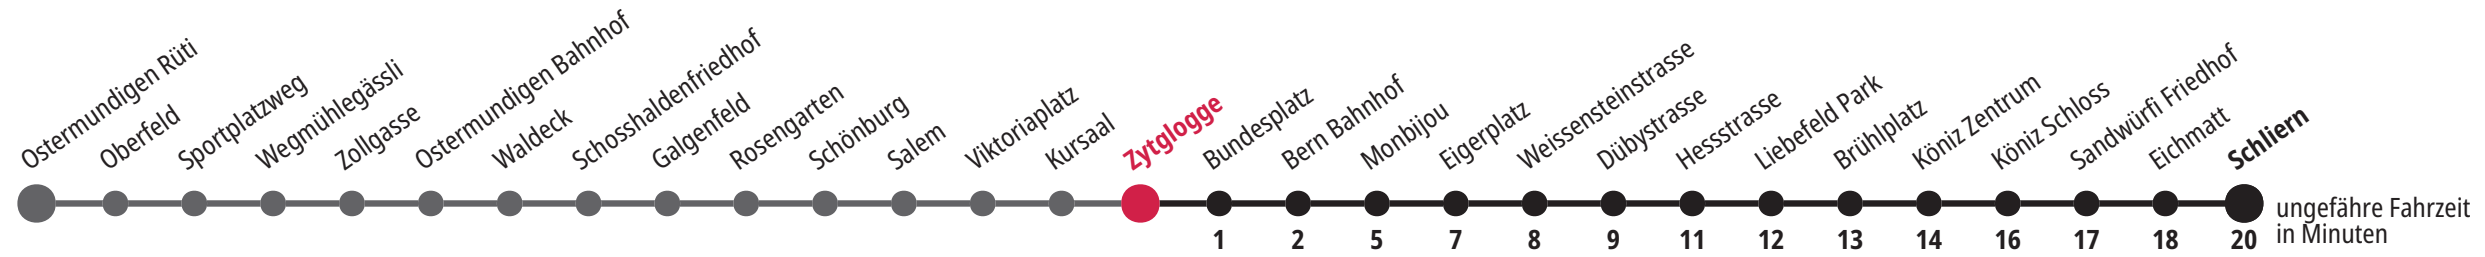 Ostermundigen Rüti
Oberfeld
Sportplatzweg
Wegmühlegässli
Zollgasse
Ostermundigen Bahnhof
Waldeck
Schosshaldenfriedhof
Galgenfeld
Rosengarten
Schönburg
Salem
Viktoriaplatz
Kursaal
Zytglogge
Bundesplatz
Bern Bahnhof
Monbijou
Eigerplatz
Weissensteinstrasse
Dübystrasse
Hessstrasse
Liebefeld Park
Brühlplatz
Köniz Zentrum
Köniz Schloss
Sandwürfi Friedhof
Eichmatt
Schliern
1 2 5 7 8 9 11 12 13 14 16 17 18 20
ungefähre Fahrzeit
in Minuten